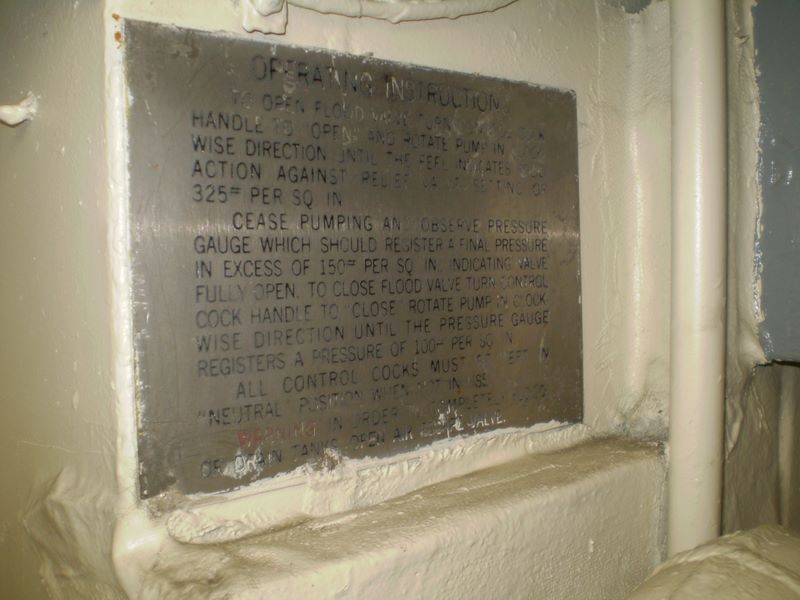 OPERATING INSTRUCTIONS
TO OPEN FLOOD VALVE TURN CONTROL COCK
HANDLE TO "OPEN" AND ROTATE PUMP IN CLOCK-
WISE DIRECTION UNTIL THE FEEL INDICATES
ACTION AGAINST RELIEF VALVE SETTING OF
325# PER SQ IN
CEASE PUMPING AND OBSERVE PRESSURE
GAUGE WHICH SHOULD REGISTER A FINAL PRESSURE
IN EXCESS OF 150# PER SQ IN. INDICATING VALVE
FULLY OPEN. TO CLOSE FLOOD VALVE TURN CONTROL
COCK HANDLE TO "CLOSE" ROTATE PUMP IN CLOCK-
WISE DIRECTION UNTIL THE PRESSURE GAUGE
REGISTERS A PRESSURE OF 100# PER SQ IN
ALL CONTROL COCKS MUST BE KEPT IN
"NEUTRAL" POSITION WHEN NOT IN USE
WARNING IN ORDER TO COMPLETELY FLOOD
OR DRAIN TANKS OPEN AIR VALVE.